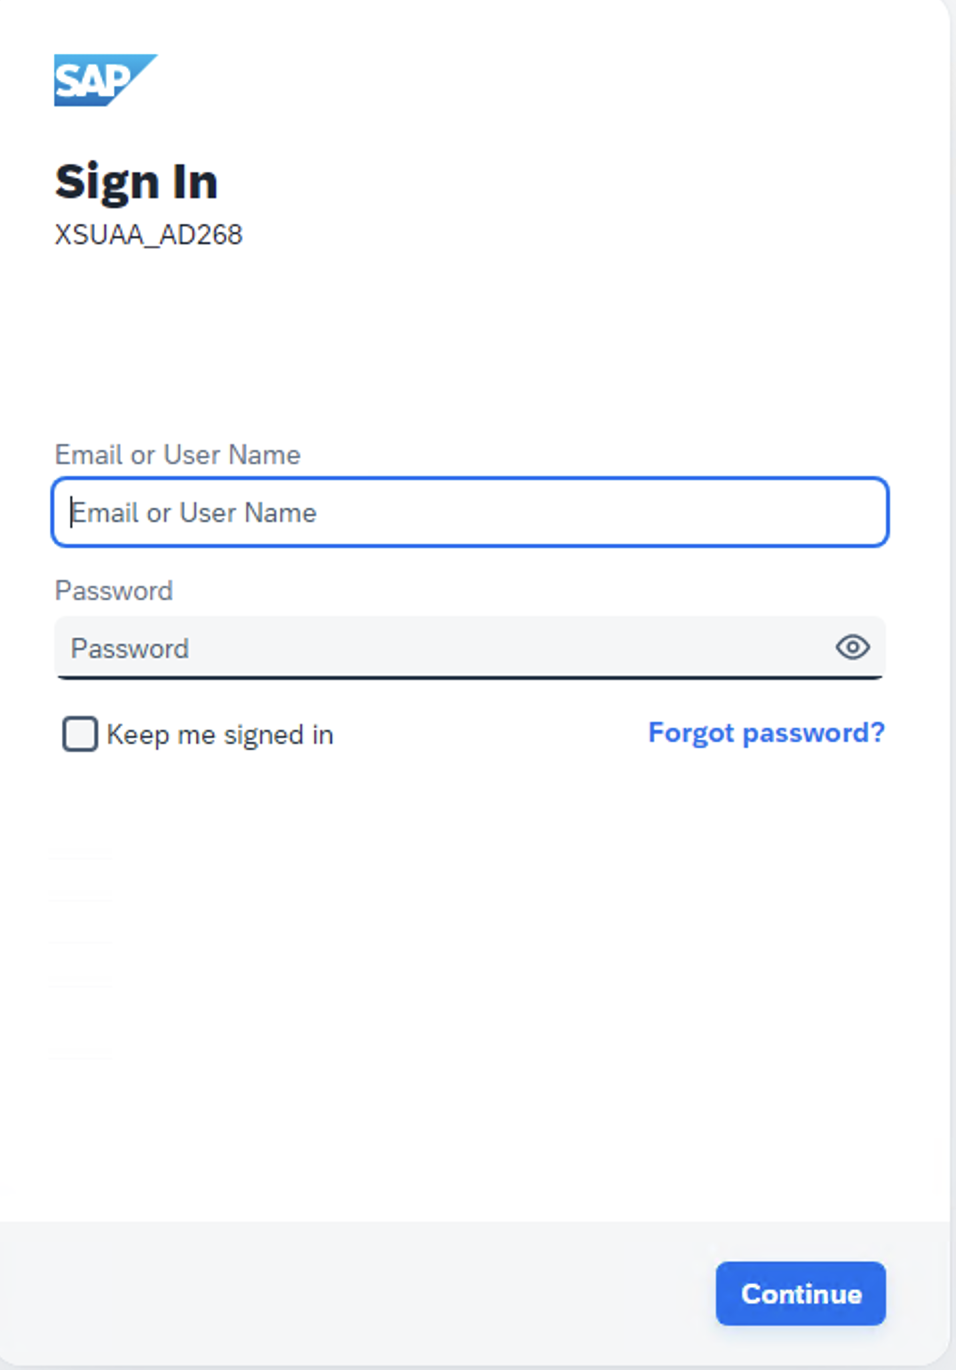 SAP
Sign In
XSUAA_AD268
Email or User Name
Email or User Name
Password
Password
Keep me signed in
Forgot password?
Continue